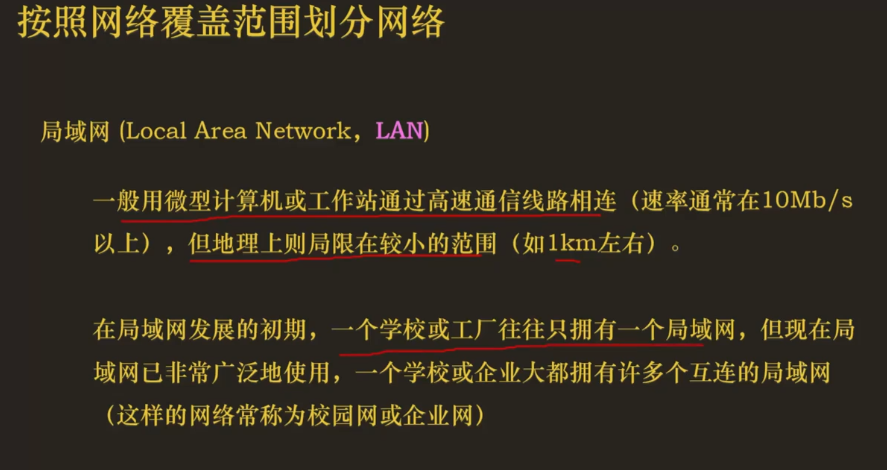 按照网络覆盖范围划分网络
局域网 (Local Area Network，LAN)
一般用微型计算机或工作站通过高速通信线路相连（速率通常在10Mb/s
以上），但地理上则局限在较小的范围（如1km左右）。
在局域网发展的初期，一个学校或工厂往往只拥有一个局域网，但现在局
域网已非常广泛地使用，一个学校或企业大都拥有许多个互连的局域网
（这样的网络常称为校园网或企业网）